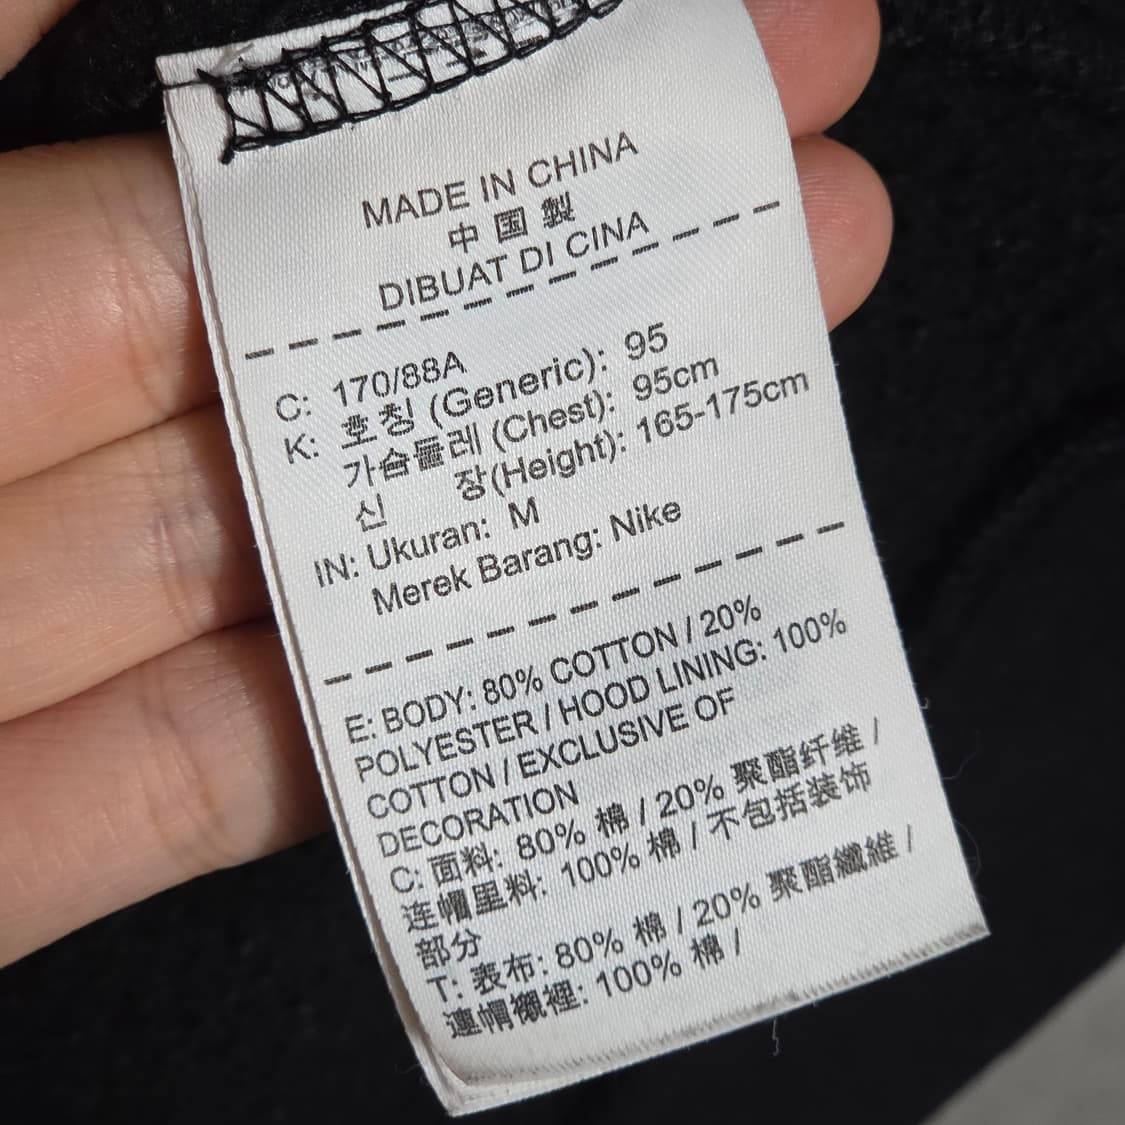 MADE IN CHINA
中国製
DIBUAT DI CINA
C: 170/88A
K: 호칭 (Generic): 95
가슴둘레 (Chest): 95cm
신 장(Height): 165-175cm
IN: Ukuran: M
Merek Barang: Nike
E: BODY: 80% COTTON / 20%
POLYESTER / HOOD LINING: 100%
COTTON / EXCLUSIVE OF
DECORATION
C: 面料: 80% 棉 / 20% 聚酯纤维 /
连帽里料: 100% 棉 / 不包括装饰
部分
T: 表布: 80% 棉 / 20% 聚酯纖維 /
連帽襯裡: 100% 棉 /